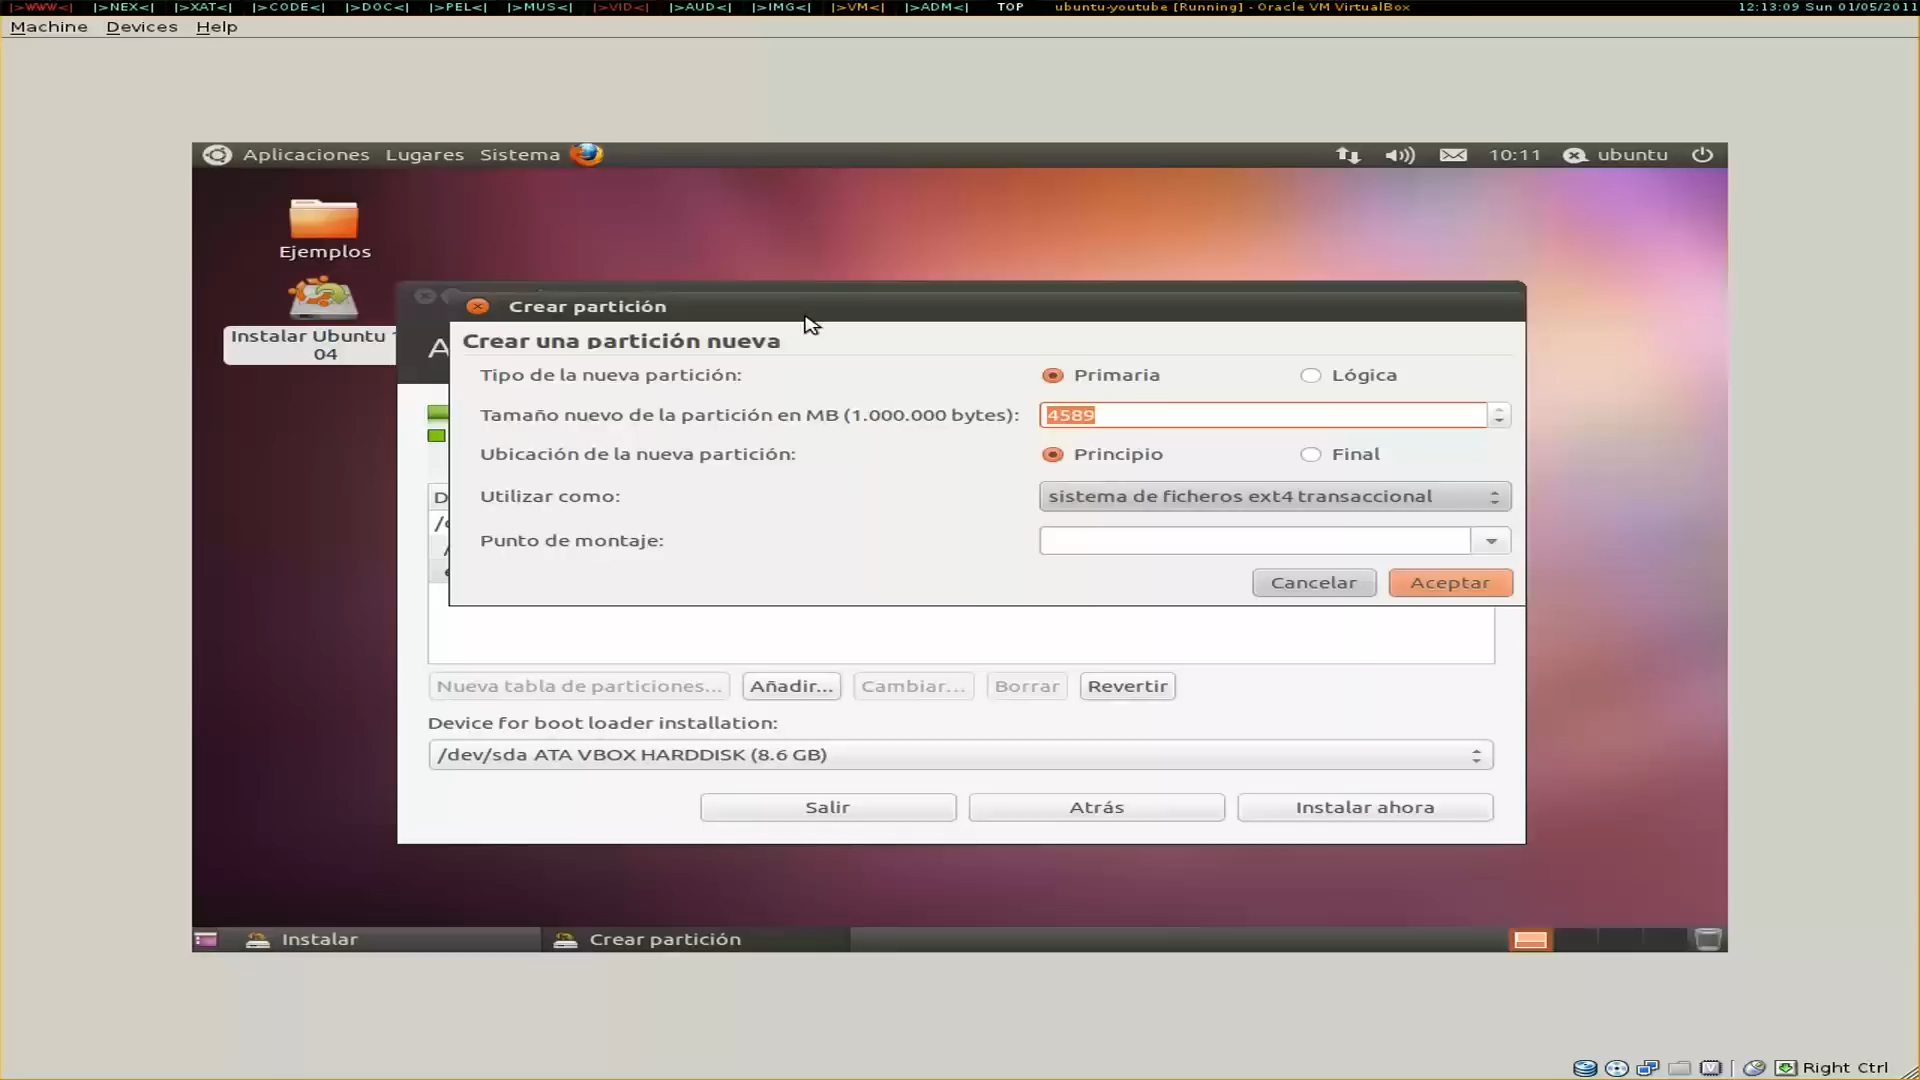 |>WWW<| |>NEX<| |>XAT<| |>CODE<| |>DOC<| |>PEL<| |>MUS<| |>VID<| |>AUD<| |>IMG<| |>VM<| |>ADM<| TOP ubuntu-youtube [Running] - Oracle VM VirtualBox 12:13:09 Sun 01/05/2011
Machine Devices Help
Aplicaciones Lugares Sistema 10:11 ubuntu
Ejemplos
Instalar Ubuntu
04
Crear partición
Crear una partición nueva
Tipo de la nueva partición: Primaria Lógica
Tamaño nuevo de la partición en MB (1.000.000 bytes): 4589
Ubicación de la nueva partición: Principio Final
Utilizar como: sistema de ficheros ext4 transaccional
Punto de montaje:
Cancelar Aceptar
Nueva tabla de particiones... Añadir... Cambiar... Borrar Revertir
Device for boot loader installation:
/dev/sda ATA VBOX HARDDISK (8.6 GB)
Salir Atrás Instalar ahora
Instalar Crear partición
Right Ctrl